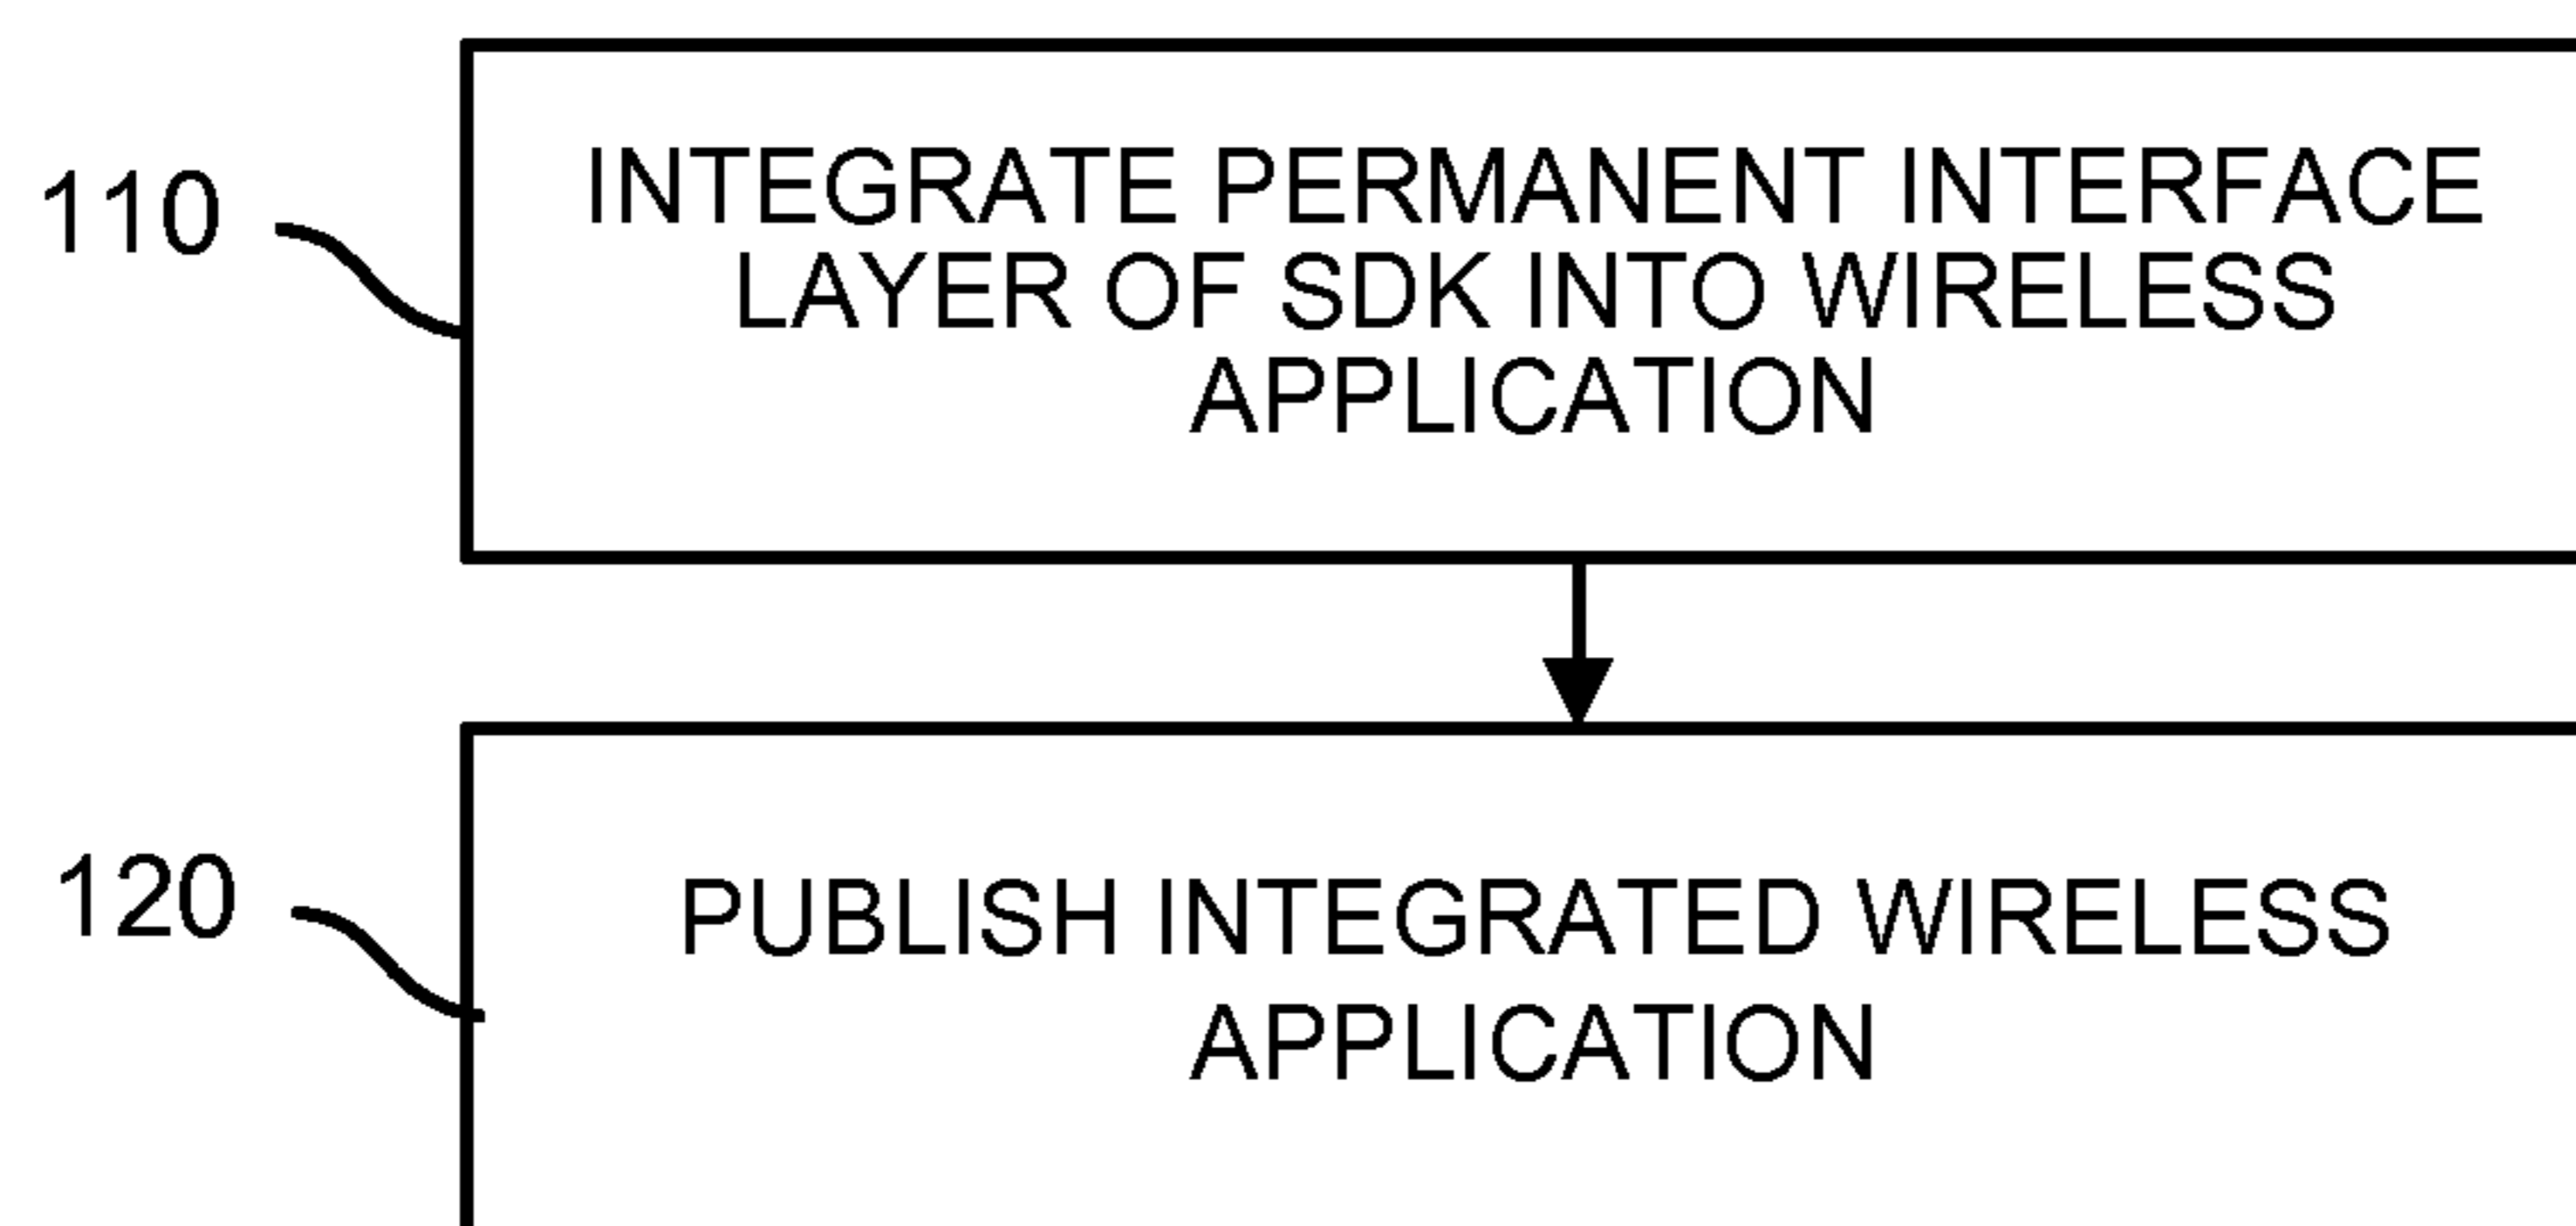 110
INTEGRATE PERMANENT INTERFACE
LAYER OF SDK INTO WIRELESS
APPLICATION
120
PUBLISH INTEGRATED WIRELESS
APPLICATION